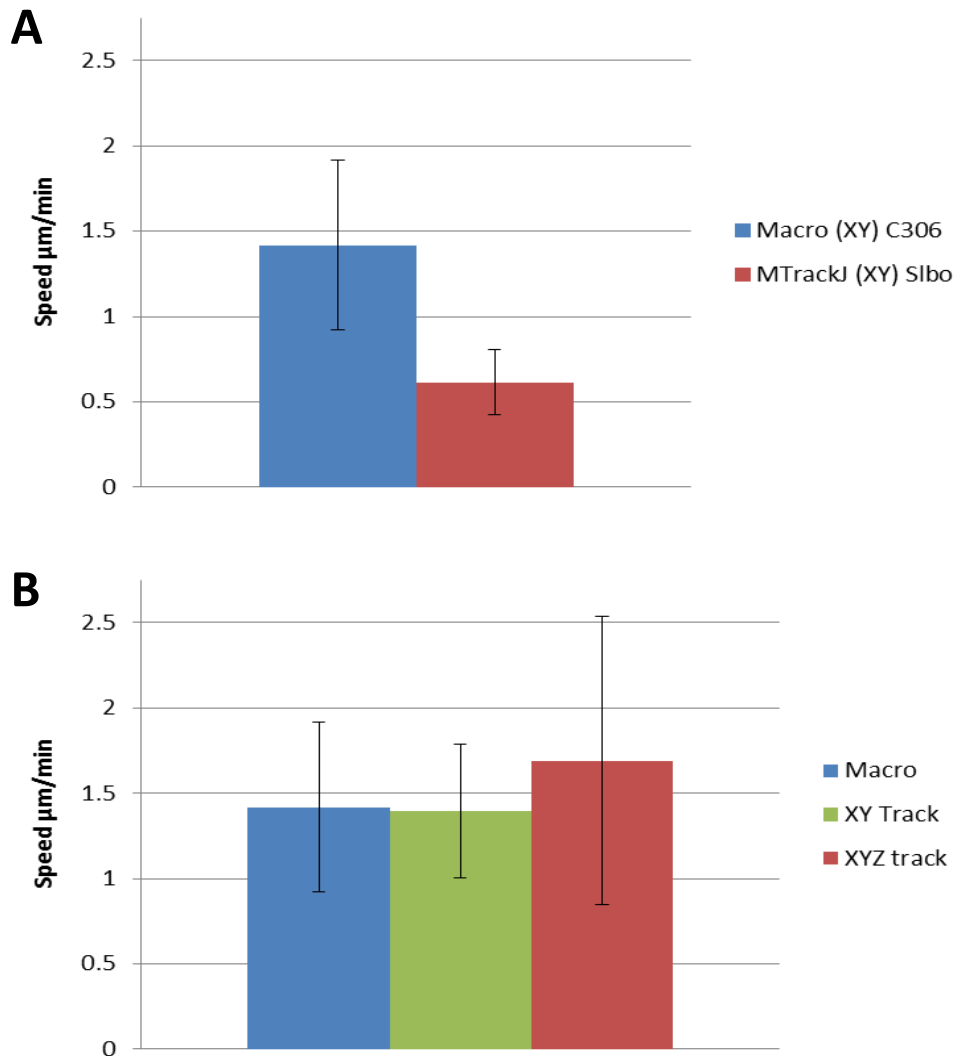 A
2.5
2
1.5
1
0.5
0
Speed µm/min
Macro (XY) C306
MTrackJ (XY) Slbo
B
2.5
2
1.5
1
0.5
0
Speed µm/min
Macro
XY Track
XYZ track